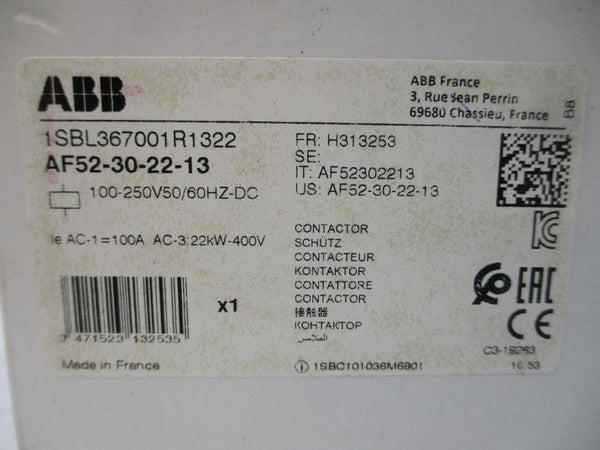 ABB
ABB France
3, Rue Jean Perrin
69680 Chassieu, France
B8
1SBL367001R1322
AF52-30-22-13
100-250V50/60HZ-DC
FR: H313253
SE:
IT: AF52302213
US: AF52-30-22-13
Ie AC-1=100A AC-3:22kW-400V
CONTACTOR
SCHÜTZ
CONTACTEUR
KONTAKTOR
CONTATTORE
CONTACTOR
接触器
КОНТАКТОР
الملامس
x1
3 471523 132535
Made in France
1SBC101036M6801
EAC
CE
C3-19263
16:53